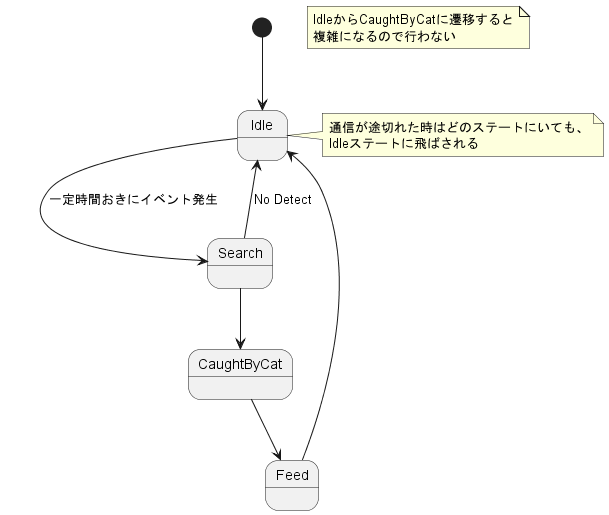 IdleからCaughtByCatに遷移すると
複雑になるので行わない
Idle
通信が途切れた時はどのステートにいても、
Idleステートに飛ばされる
一定時間おきにイベント発生
No Detect
Search
CaughtByCat
Feed